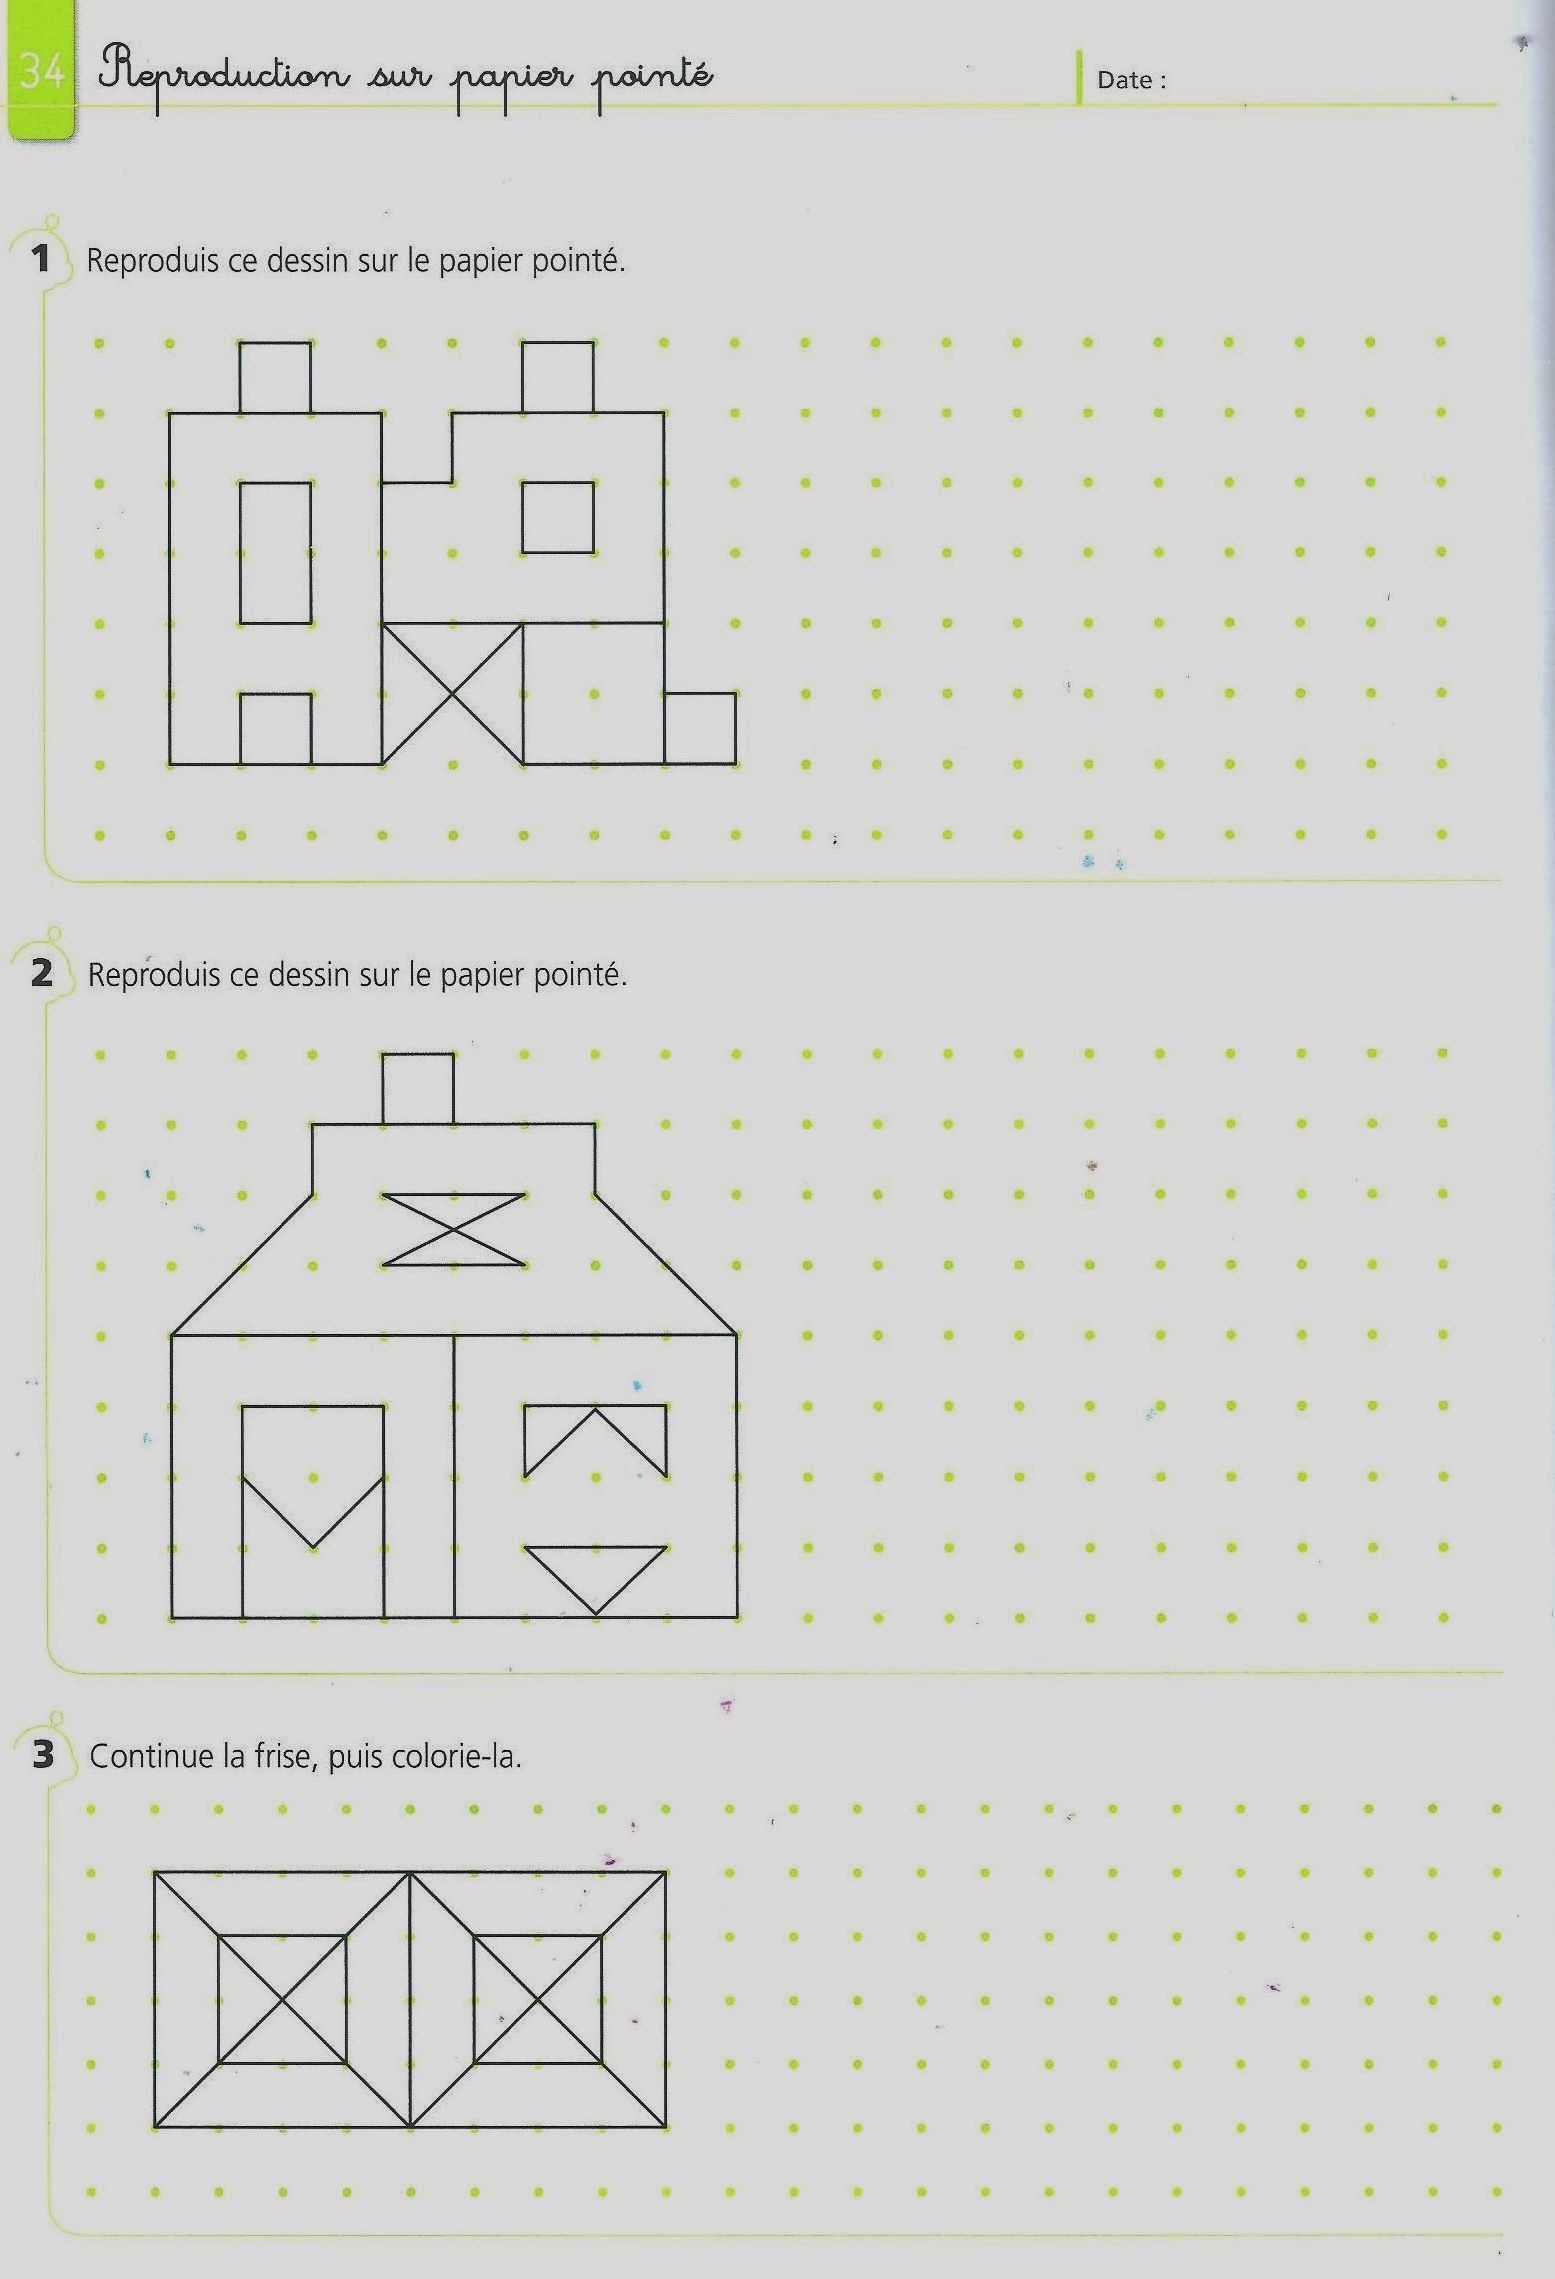 34 Reproduction sur papier pointé
Date :
1 Reproduis ce dessin sur le papier pointé.
2 Reproduis ce dessin sur le papier pointé.
3 Continue la frise, puis colorie-la.